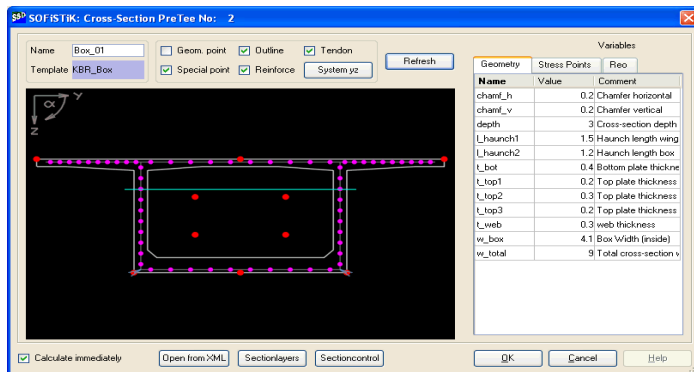 SOFiSTiK: Cross-Section PreTee No: 2
Name Box_01
Template KBR_Box
Geom. point Outline Tendon
Special point Reinforce System yz
Refresh
Variables
Geometry Stress Points Reo
Name Value Comment
chamf_h 0.2 Chamfer horizontal
chamf_v 0.2 Chamfer vertical
depth 3 Cross-section depth
l_haunch1 1.5 Haunch length wing
l_haunch2 1.2 Haunch length box
t_bot 0.4 Bottom plate thickne
t_top1 0.2 Top plate thickness
t_top2 0.3 Top plate thickness
t_top3 0.2 Top plate thickness
t_web 0.3 web thickness
w_box 4.1 Box Width (inside)
w_total 9 Total cross-section w
Y
α
Z
Calculate immediately Open from XML Sectionlayers Sectioncontrol OK Cancel Help